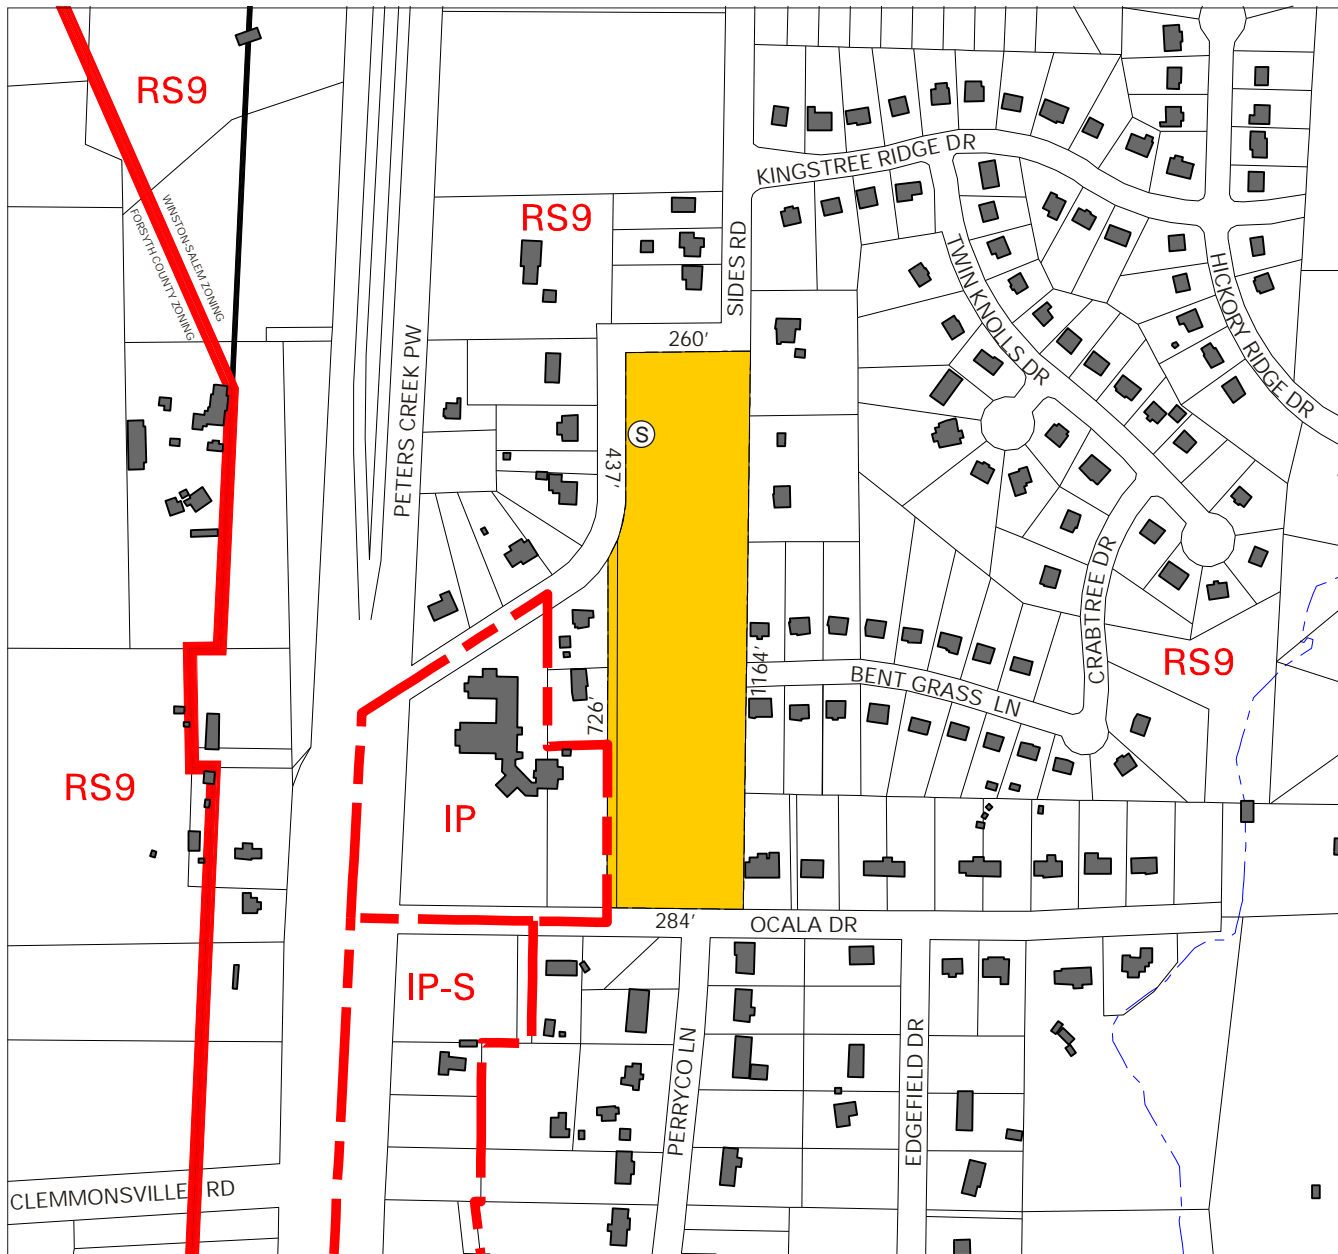 RS9
KINGSTREE RIDGE DR
WINSTON-SALEM ZONING
FORSYTH COUNTY ZONING
RS9
SIDES RD
TWIN KNOLLS DR
HICKORY RIDGE DR
PETERS CREEK PW
260'
S
437'
CRABTREE DR
1164'
BENT GRASS LN
RS9
726'
RS9
IP
284'
OCALA DR
IP-S
PERRYCO LN
EDGEFIELD DR
CLEMMONSVILLE RD